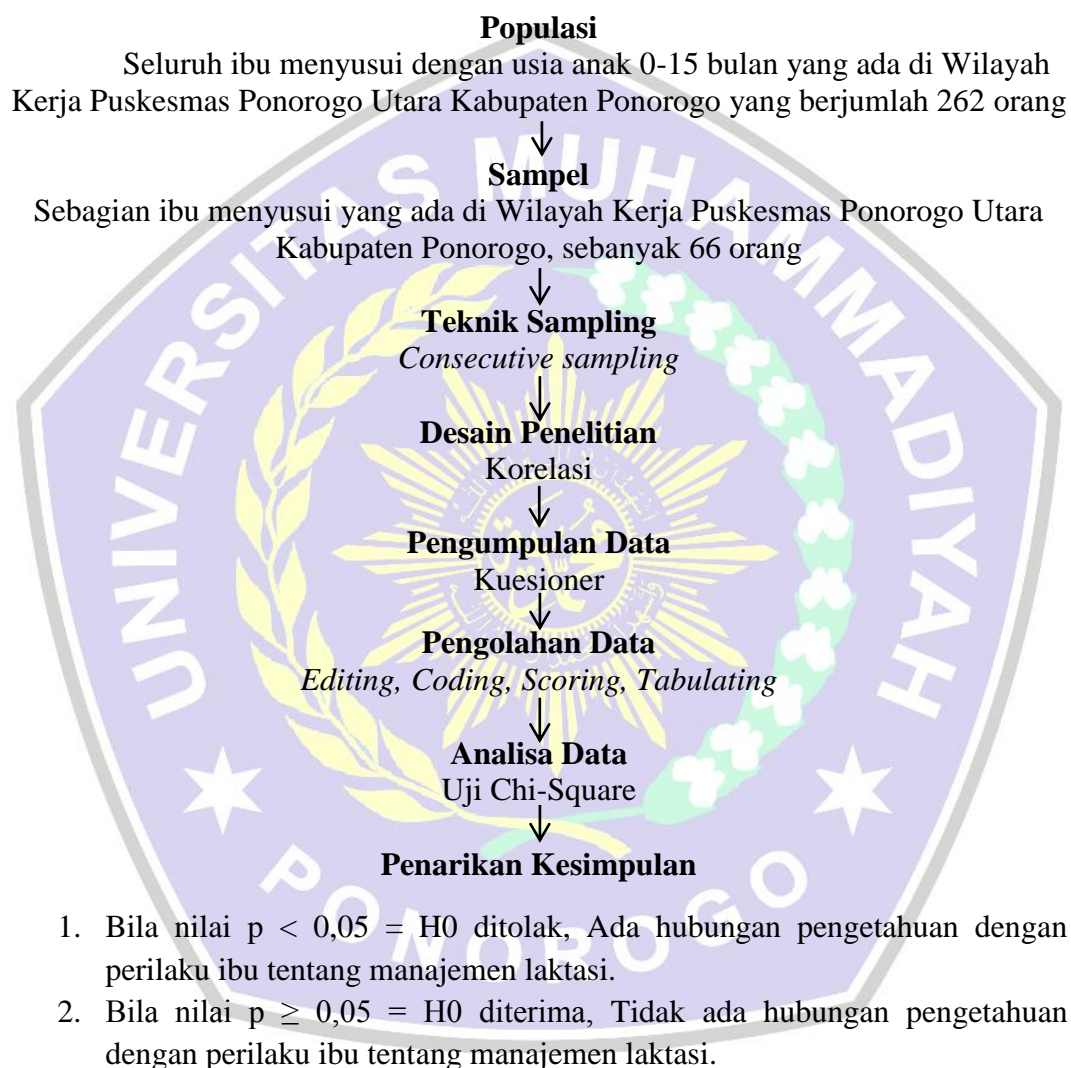 Populasi
Seluruh ibu menyusui dengan usia anak 0-15 bulan yang ada di Wilayah
Kerja Puskesmas Ponorogo Utara Kabupaten Ponorogo yang berjumlah 262 orang
Sampel
Sebagian ibu menyusui yang ada di Wilayah Kerja Puskesmas Ponorogo Utara
Kabupaten Ponorogo, sebanyak 66 orang
Teknik Sampling
Consecutive sampling
Desain Penelitian
Korelasi
Pengumpulan Data
Kuesioner
Pengolahan Data
Editing, Coding, Scoring, Tabulating
Analisa Data
Uji Chi-Square
Penarikan Kesimpulan
1. Bila nilai p < 0,05 = H0 ditolak, Ada hubungan pengetahuan dengan
perilaku ibu tentang manajemen laktasi.
2. Bila nilai p ≥ 0,05 = H0 diterima, Tidak ada hubungan pengetahuan
dengan perilaku ibu tentang manajemen laktasi.
UNIVERSITAS MUHAMMADIYAH
PONOROGO